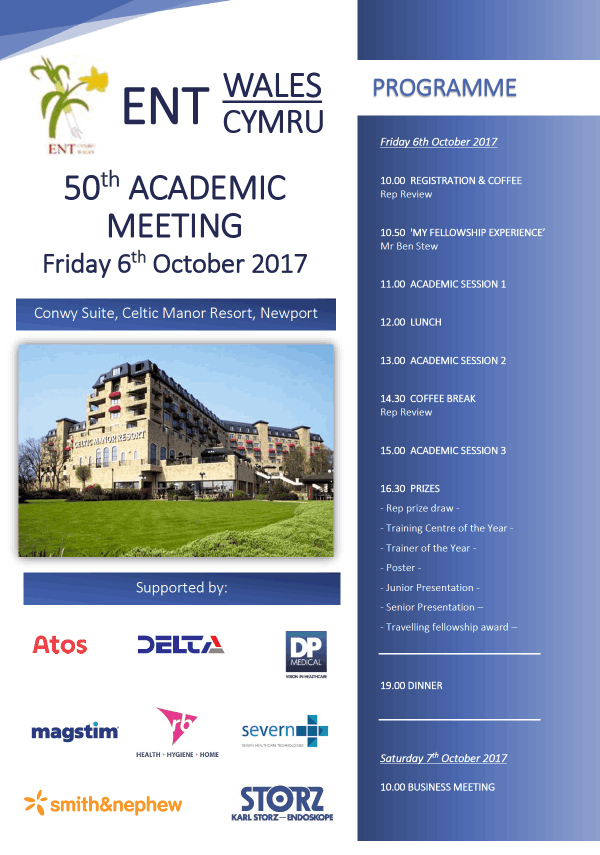 ENT CYMRU
WALES
ENT WALES
CYMRU
50th ACADEMIC
MEETING
Friday 6th October 2017
Conwy Suite, Celtic Manor Resort, Newport
CELTIC MANOR RESORT
Supported by:
Atos
DELTA
DP
MEDICAL
VISION IN HEALTHCARE
magstim
rb
HEALTH • HYGIENE • HOME
severn
SEVERN HEALTHCARE TECHNOLOGIES
smith&nephew
STORZ
KARL STORZ—ENDOSKOPE
PROGRAMME
Friday 6th October 2017
10.00 REGISTRATION & COFFEE
Rep Review
10.50 'MY FELLOWSHIP EXPERIENCE’
Mr Ben Stew
11.00 ACADEMIC SESSION 1
12.00 LUNCH
13.00 ACADEMIC SESSION 2
14.30 COFFEE BREAK
Rep Review
15.00 ACADEMIC SESSION 3
16.30 PRIZES
- Rep prize draw -
- Training Centre of the Year -
- Trainer of the Year -
- Poster -
- Junior Presentation -
- Senior Presentation –
- Travelling fellowship award –
19.00 DINNER
Saturday 7th October 2017
10.00 BUSINESS MEETING